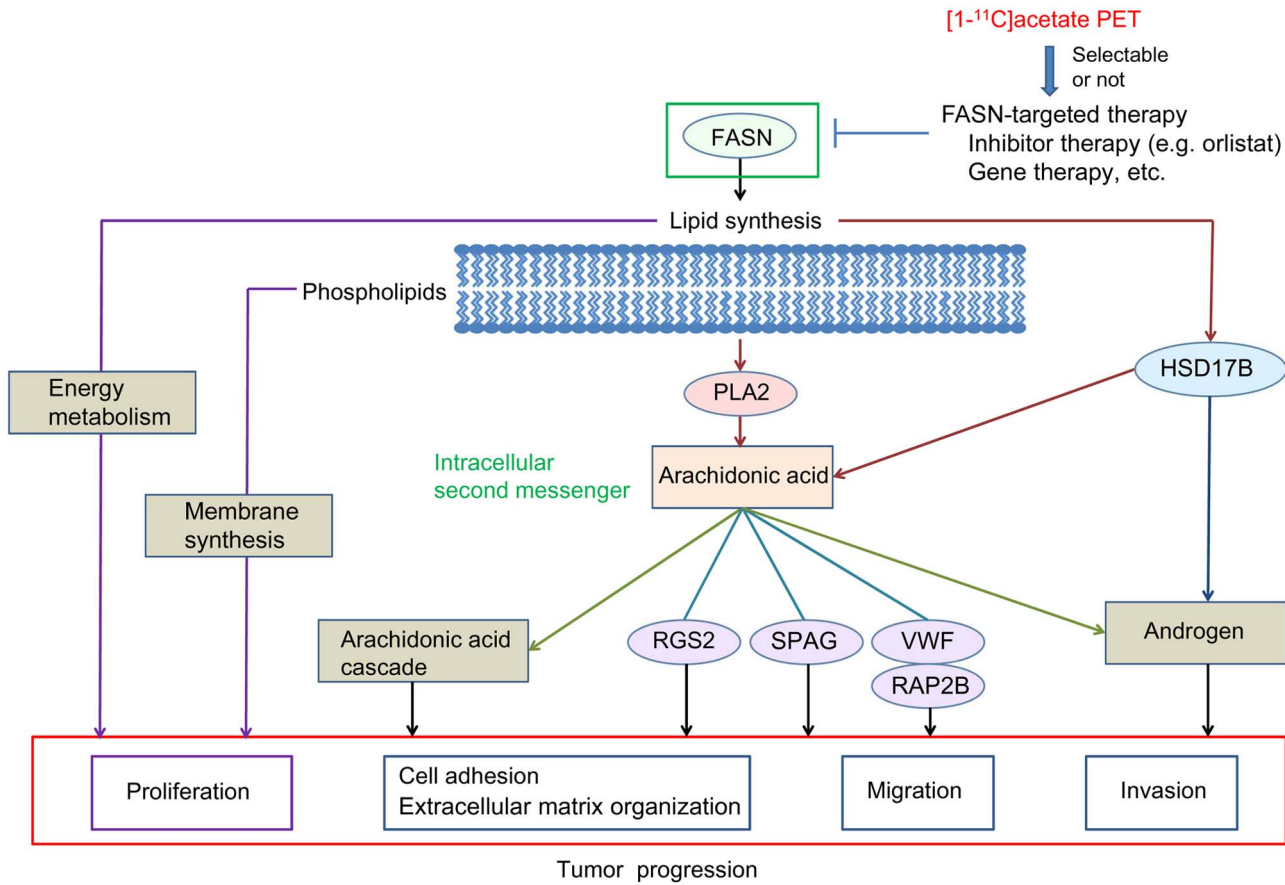 [1-¹¹C]acetate PET
Selectable
or not
FASN-targeted therapy
Inhibitor therapy (e.g. orlistat)
Gene therapy, etc.
FASN
Lipid synthesis
Phospholipids
Energy
metabolism
PLA2
HSD17B
Intracellular
second messenger
Arachidonic acid
Membrane
synthesis
Arachidonic acid
cascade
RGS2
SPAG
VWF
RAP2B
Androgen
Proliferation
Cell adhesion
Extracellular matrix organization
Migration
Invasion
Tumor progression